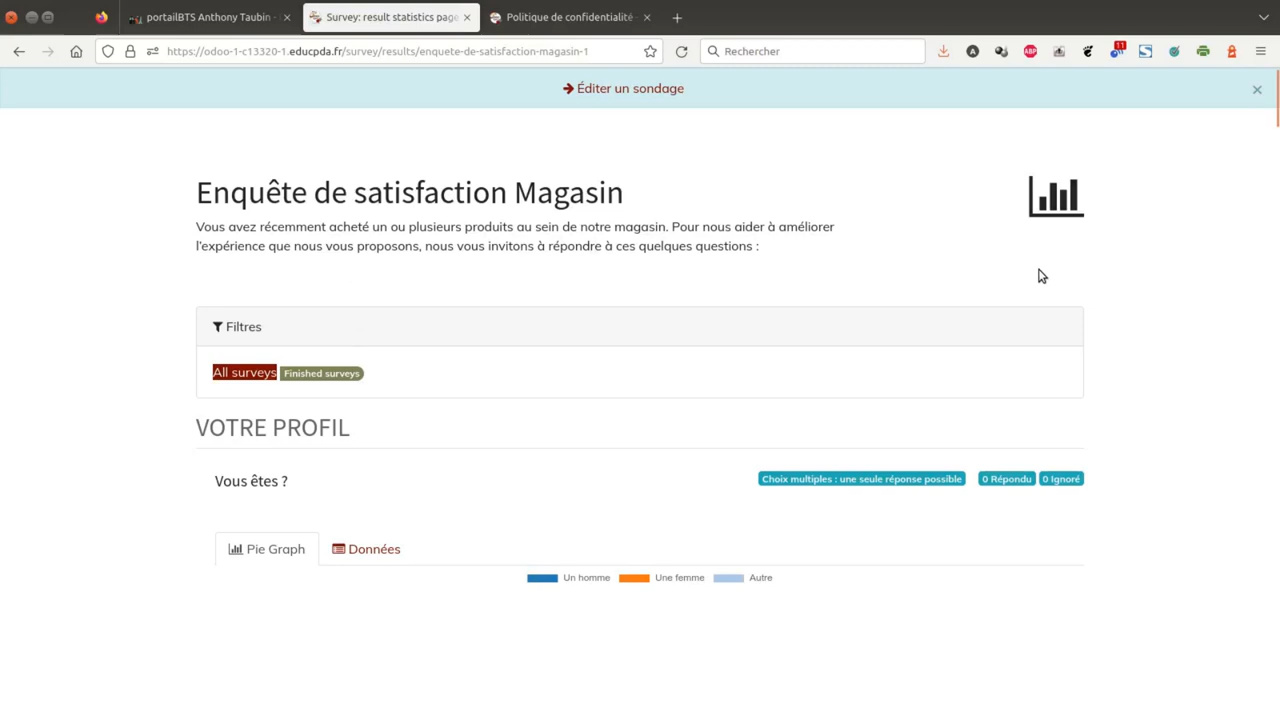 portailBTS Anthony Taubin ·
Survey: result statistics page
Politique de confidentialité ·
https://odoo-1-c13320-1.educpda.fr/survey/results/enquete-de-satisfaction-magasin-1
Rechercher
11
A
ABP
S
Éditer un sondage
Enquête de satisfaction Magasin
Vous avez récemment acheté un ou plusieurs produits au sein de notre magasin. Pour nous aider à améliorer
l'expérience que nous vous proposons, nous vous invitons à répondre à ces quelques questions :
Filtres
All surveys Finished surveys
VOTRE PROFIL
Vous êtes ?
Choix multiples : une seule réponse possible 0 Répondu 0 Ignoré
Pie Graph Données
Un homme Une femme Autre